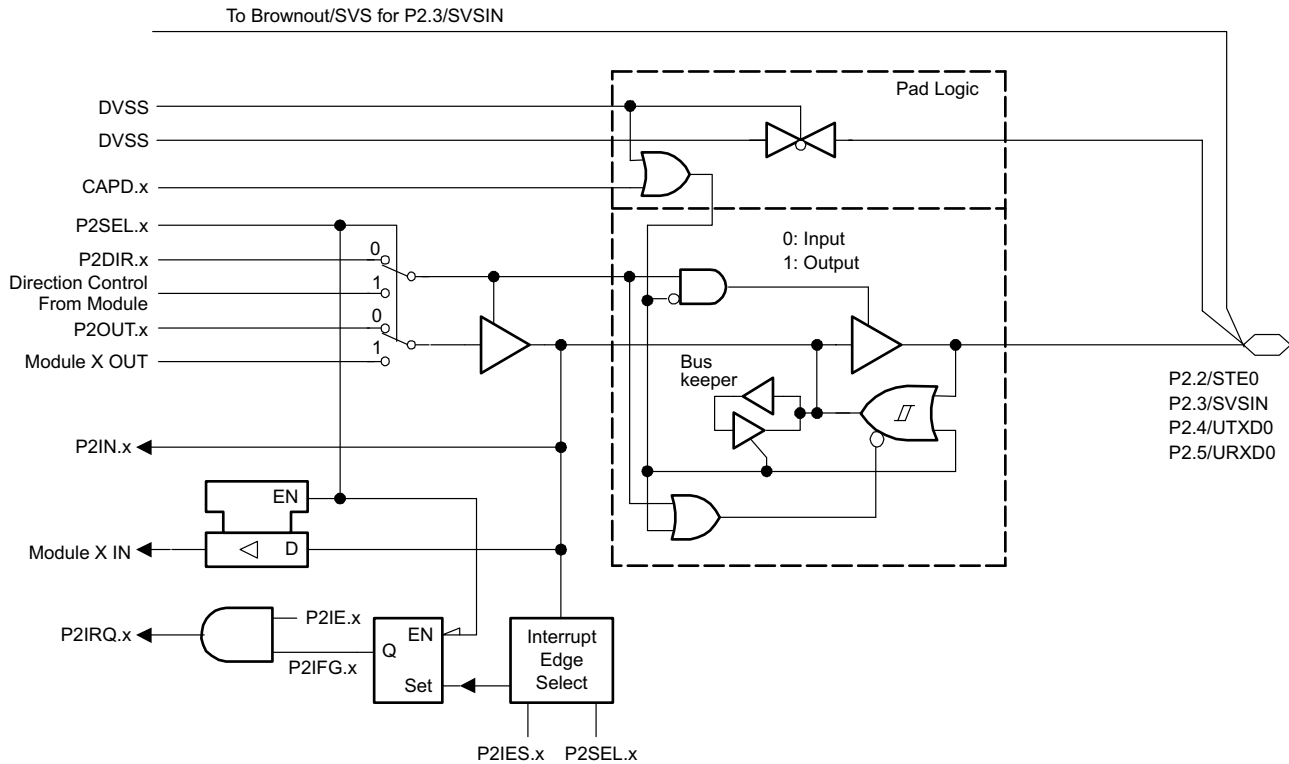 To Brownout/SVS for P2.3/SVSIN
Pad Logic
DVSS
DVSS
CAPD.x
P2SEL.x
0: Input
1: Output
0
P2DIR.x
1
Direction Control
From Module
0
P2OUT.x
1
Module X OUT
Bus
keeper
P2.2/STE0
P2.3/SVSIN
P2.4/UTXD0
P2.5/URXD0
P2IN.x
EN
Module X IN
D
P2IE.x
P2IRQ.x
P2IFG.x
EN
Q
Set
Interrupt
Edge
Select
P2IES.x
P2SEL.x